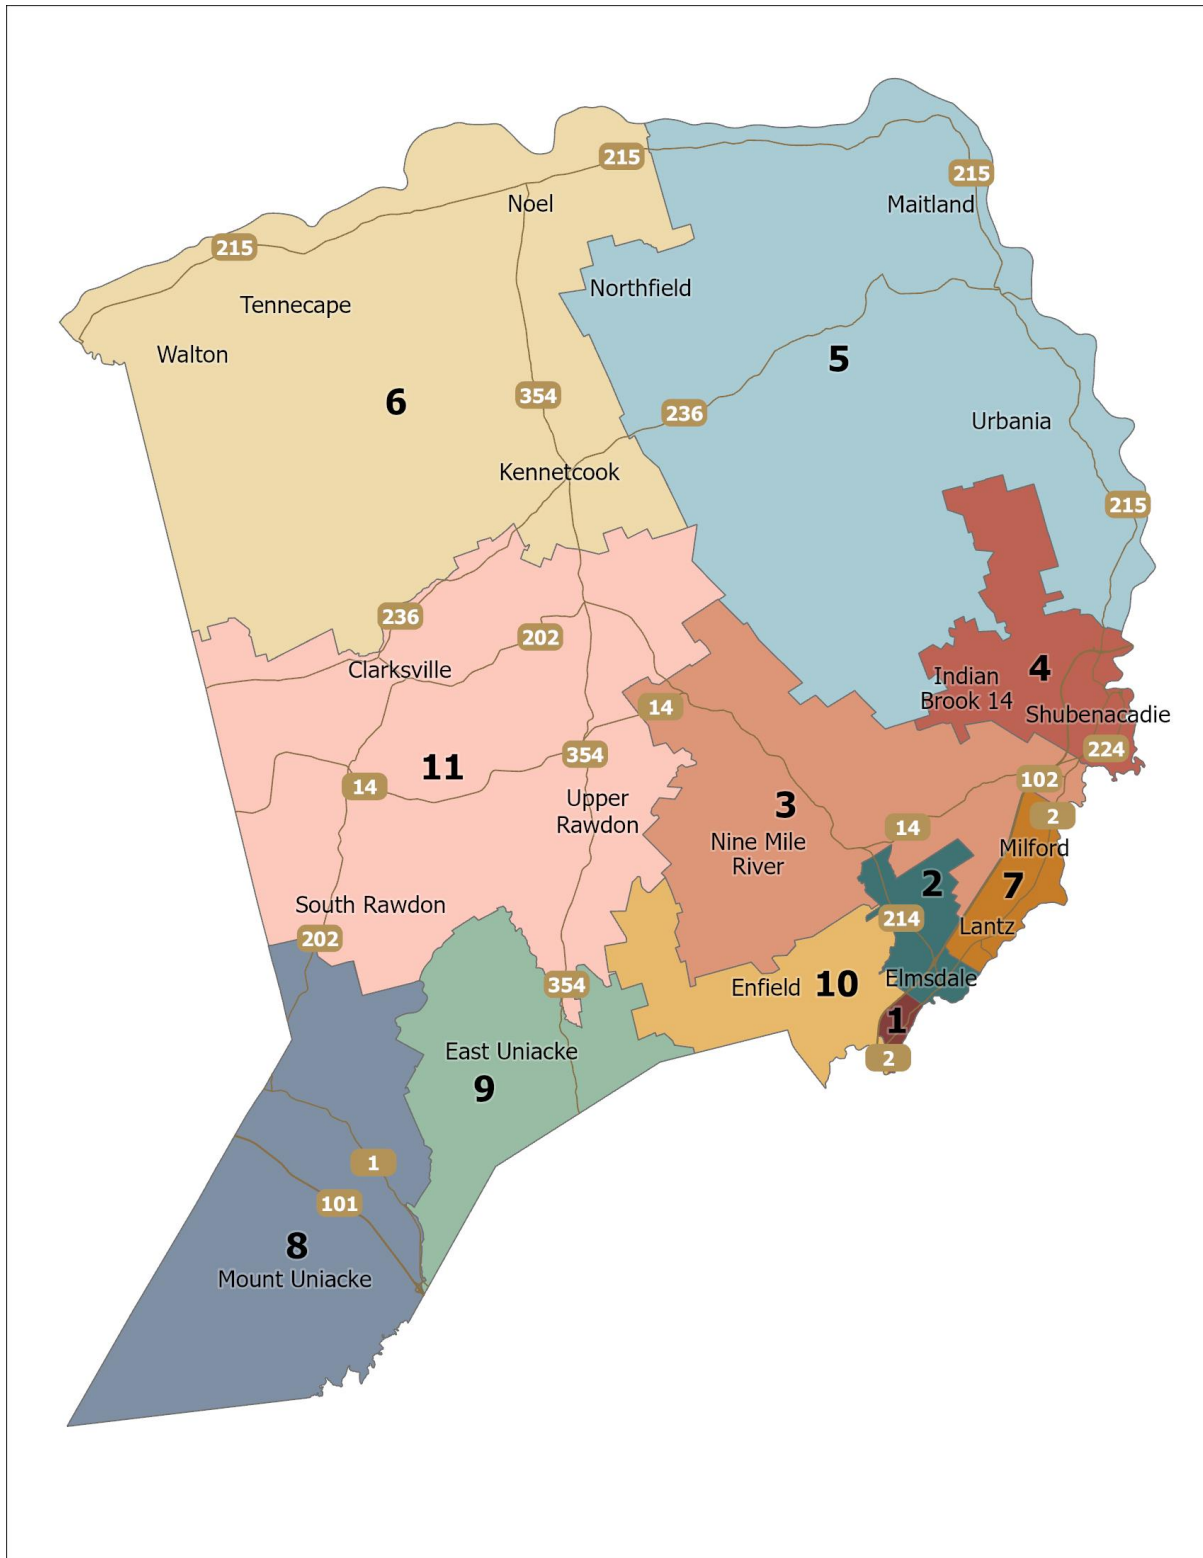 215
215
Noel
Maitland
215
Northfield
Tennecape
Walton
5
6
354
236
Urbania
Kennetcook
215
236
202
Clarksville
4
Indian
Brook 14
14
Shubenacadie
224
354
11
102
14
3
Upper
Rawdon
2
14
Nine Mile
River
Milford
2
7
South Rawdon
214
Lantz
202
Enfield
10
Elmsdale
354
1
East Uniacke
2
9
1
101
8
Mount Uniacke